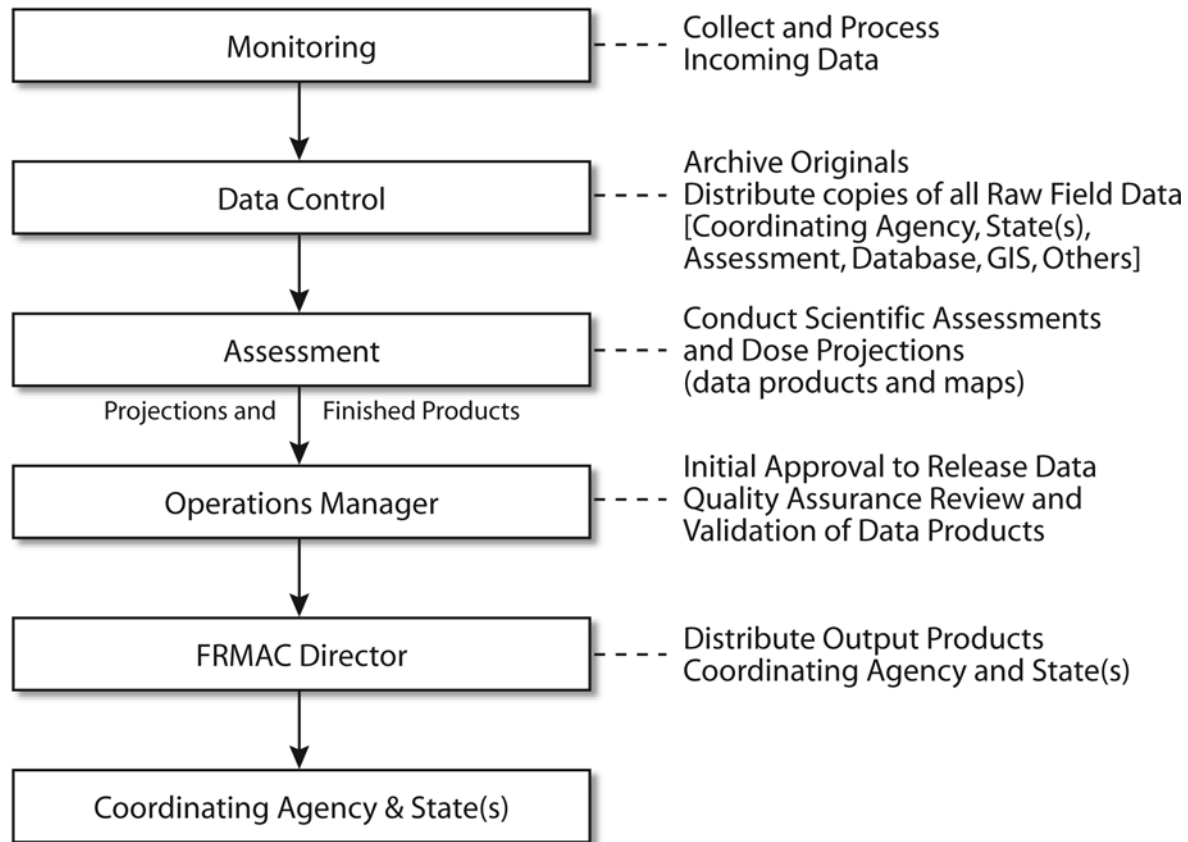 Monitoring
Collect and Process
Incoming Data
Data Control
Archive Originals
Distribute copies of all Raw Field Data
[Coordinating Agency, State(s),
Assessment, Database, GIS, Others]
Assessment
Conduct Scientific Assessments
and Dose Projections
(data products and maps)
Projections and Finished Products
Operations Manager
Initial Approval to Release Data
Quality Assurance Review and
Validation of Data Products
FRMAC Director
Distribute Output Products
Coordinating Agency and State(s)
Coordinating Agency & State(s)